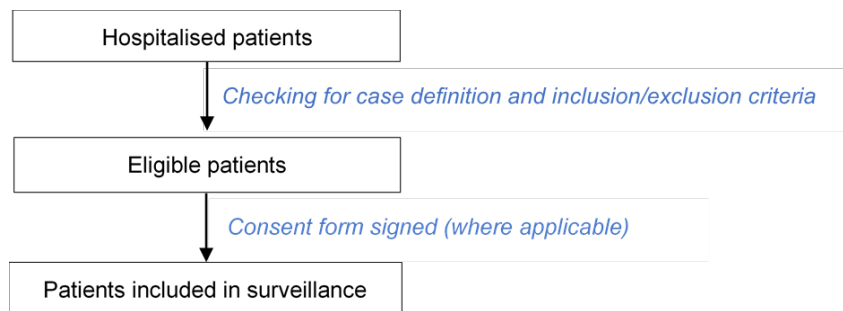 Hospitalised patients
Checking for case definition and inclusion/exclusion criteria
Eligible patients
Consent form signed (where applicable)
Patients included in surveillance